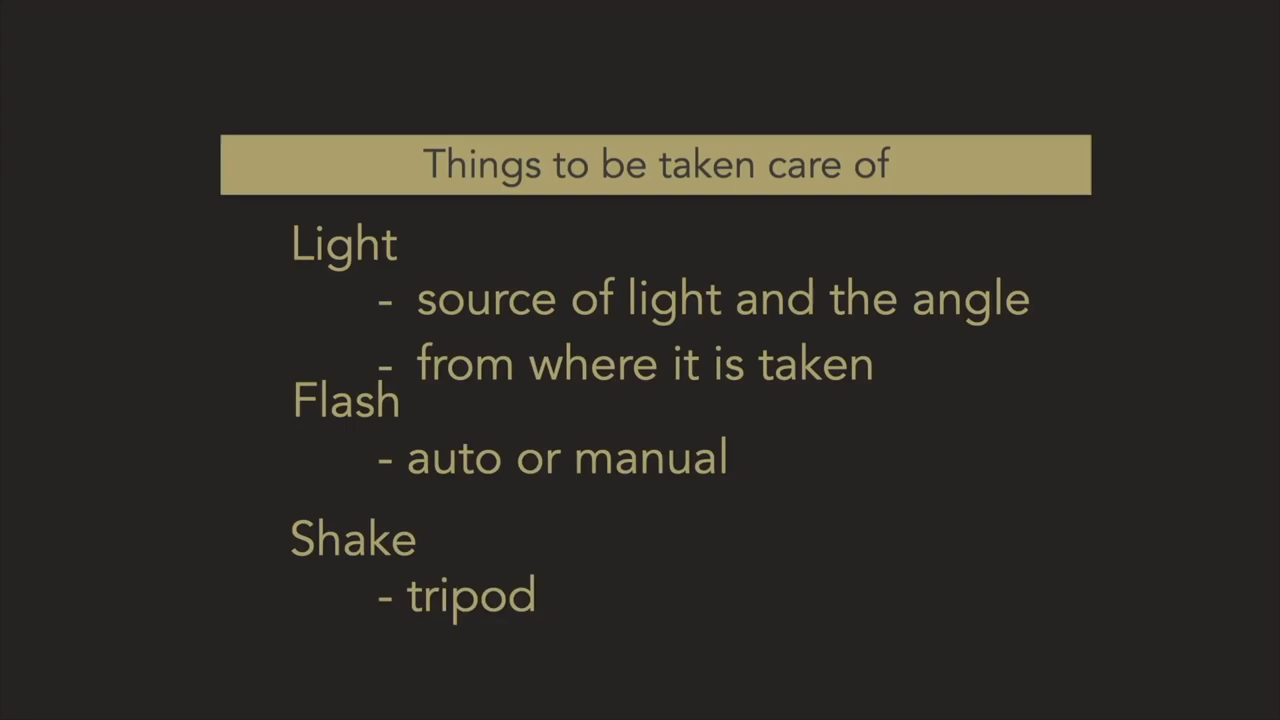 Things to be taken care of
Light
- source of light and the angle
- from where it is taken
Flash
- auto or manual
Shake
- tripod